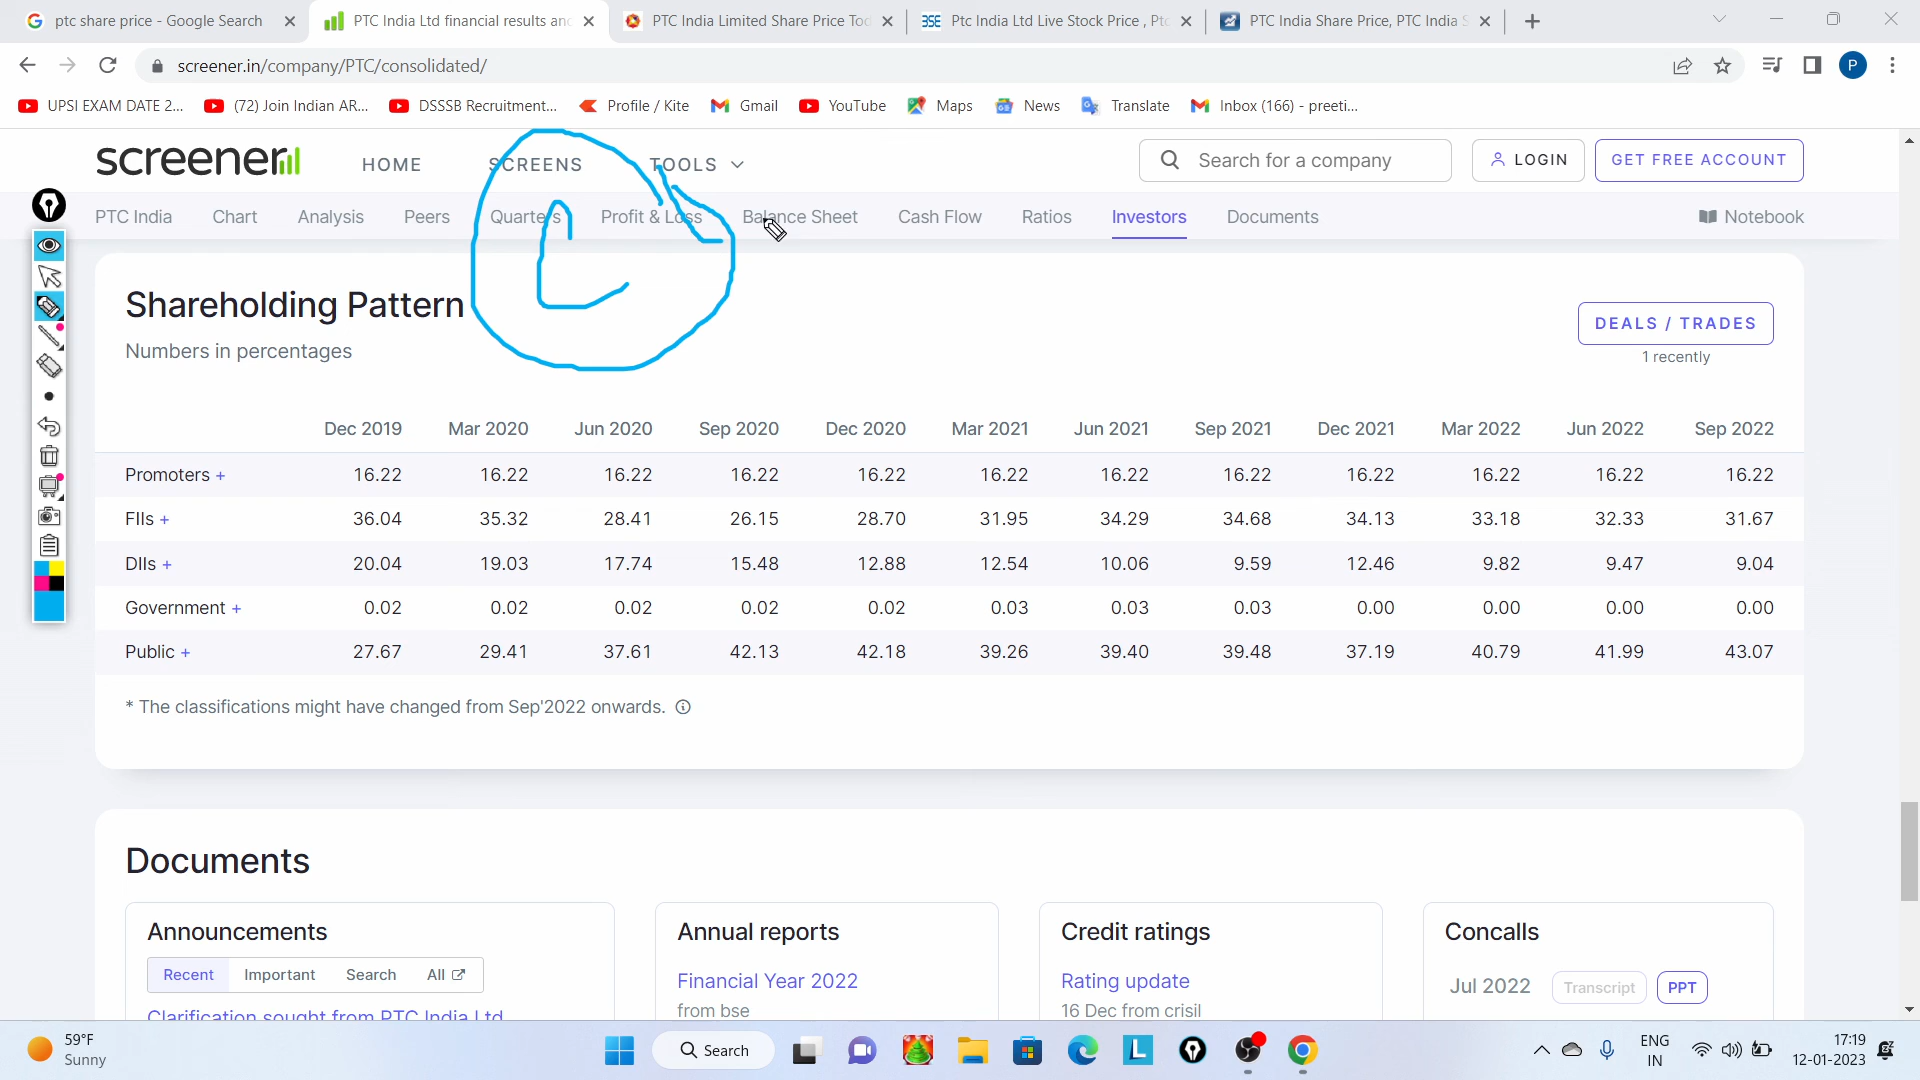 ptc share price - Google Search
PTC India Ltd financial results an
PTC India Limited Share Price Tod
BSE Ptc India Ltd Live Stock Price , Ptc
PTC India Share Price, PTC India S
screener.in/company/PTC/consolidated/
P
UPSI EXAM DATE 2... (72) Join Indian AR... DSSSB Recruitment... Profile / Kite Gmail YouTube Maps News Translate Inbox (166) - preeti...
screener HOME SCREENS TOOLS Search for a company LOGIN GET FREE ACCOUNT
PTC India Chart Analysis Peers Quarters Profit & Loss Balance Sheet Cash Flow Ratios Investors Documents Notebook
Shareholding Pattern
Numbers in percentages
DEALS / TRADES
1 recently
Dec 2019 Mar 2020 Jun 2020 Sep 2020 Dec 2020 Mar 2021 Jun 2021 Sep 2021 Dec 2021 Mar 2022 Jun 2022 Sep 2022
Promoters + 16.22 16.22 16.22 16.22 16.22 16.22 16.22 16.22 16.22 16.22 16.22 16.22
FIIs + 36.04 35.32 28.41 26.15 28.70 31.95 34.29 34.68 34.13 33.18 32.33 31.67
DIIs + 20.04 19.03 17.74 15.48 12.88 12.54 10.06 9.59 12.46 9.82 9.47 9.04
Government + 0.02 0.02 0.02 0.02 0.02 0.03 0.03 0.03 0.00 0.00 0.00 0.00
Public + 27.67 29.41 37.61 42.13 42.18 39.26 39.40 39.48 37.19 40.79 41.99 43.07
* The classifications might have changed from Sep'2022 onwards.
Documents
Announcements
Recent Important Search All
Clarification sought from PTC India Ltd
Annual reports
Financial Year 2022
from bse
Credit ratings
Rating update
16 Dec from crisil
Concalls
Jul 2022 Transcript PPT
59°F
Sunny
Search
L
ENG
IN
17:19
12-01-2023